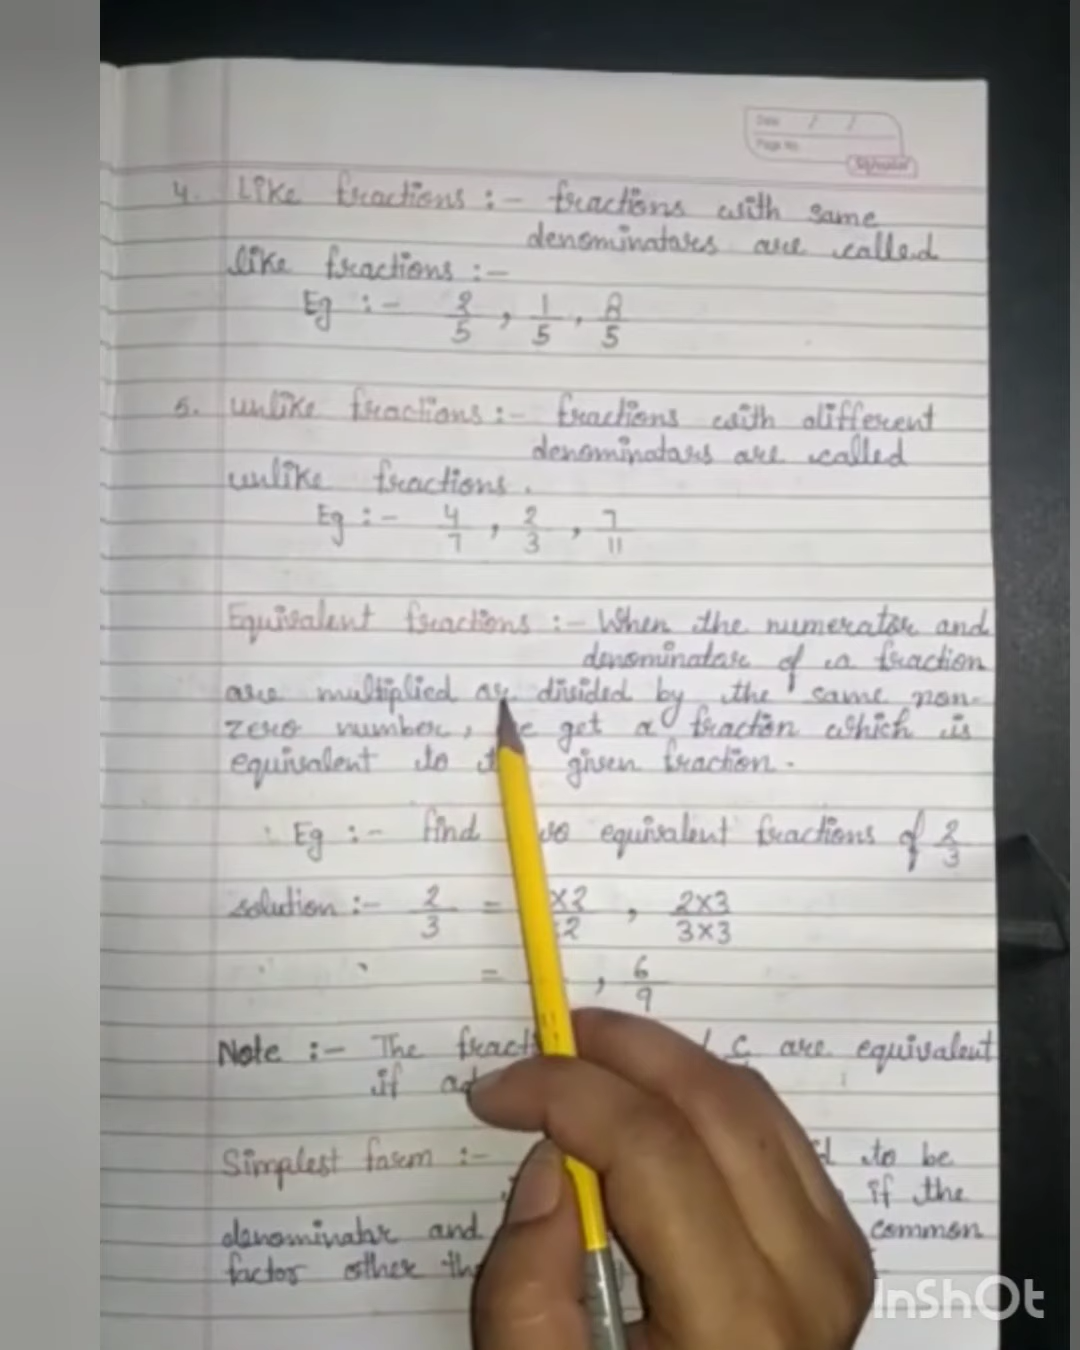 Date / /
Page No.
4. Like fractions :- fractions with same
denominators are called
like fractions :-
Eg :- 2/5 , 1/5 , 8/5
5. unlike fractions :- fractions with different
denominators are called
unlike fractions.
Eg :- 4/7 , 2/3 , 7/11
Equivalent fractions :- When the numerator and
denominator of a fraction
are multiplied or divided by the same non-
zero number, get a fraction which is
equivalent to given fraction.
Eg :- find equivalent fractions of 2/3
solution :- 2/3 = ×2/2 , 2×3/3×3
= , 6/9
Note :- The c are equivalent
if
Simplest form :- to be
if the
denominator and common
factor other
InShOt